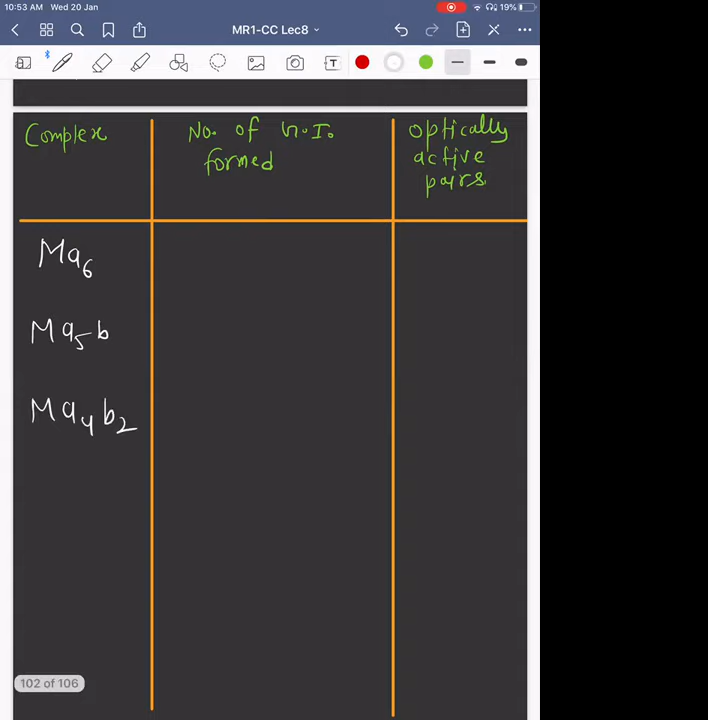 10:53 AM Wed 20 Jan 19%
MR1-CC Lec8
T
Complex
No. of G.I.
formed
Optically
active
pairs
Ma6
Ma5b
Ma4b2
102 of 106